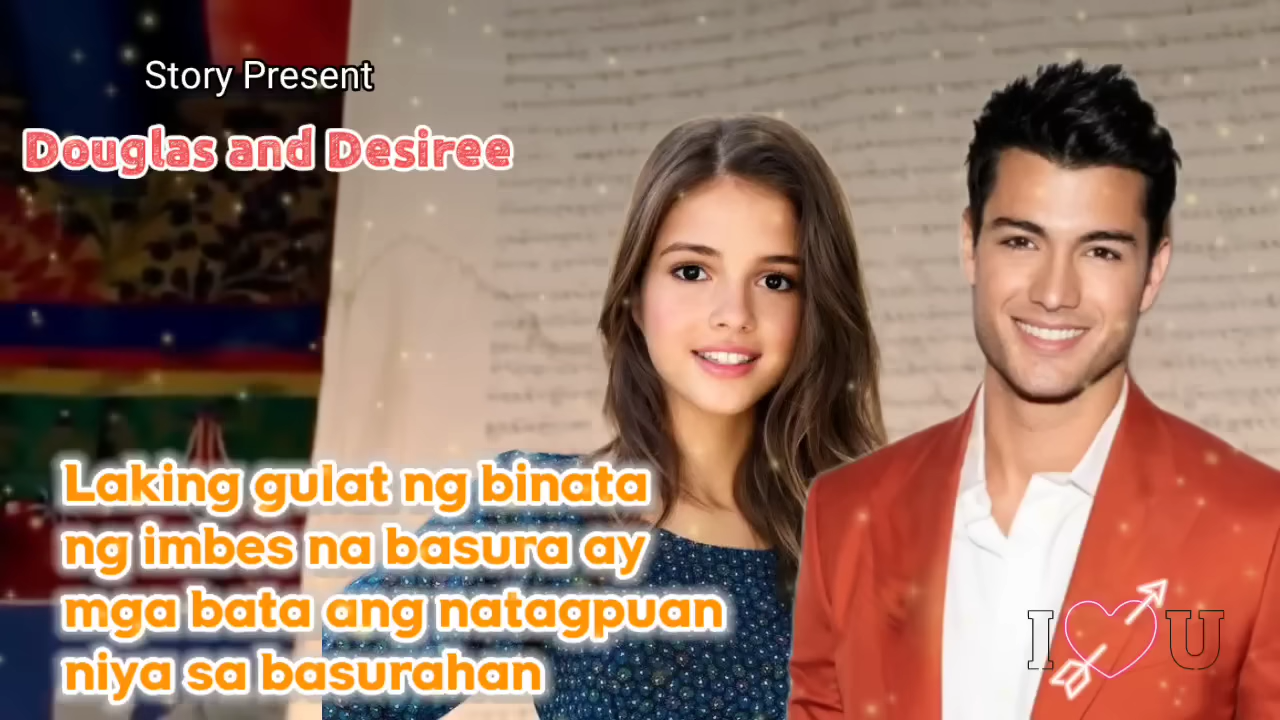 Story Present
Douglas and Desiree
Laking gulat ng binata
ng imbes na basura ay
mga bata ang natagpuan
niya sa basurahan
I U